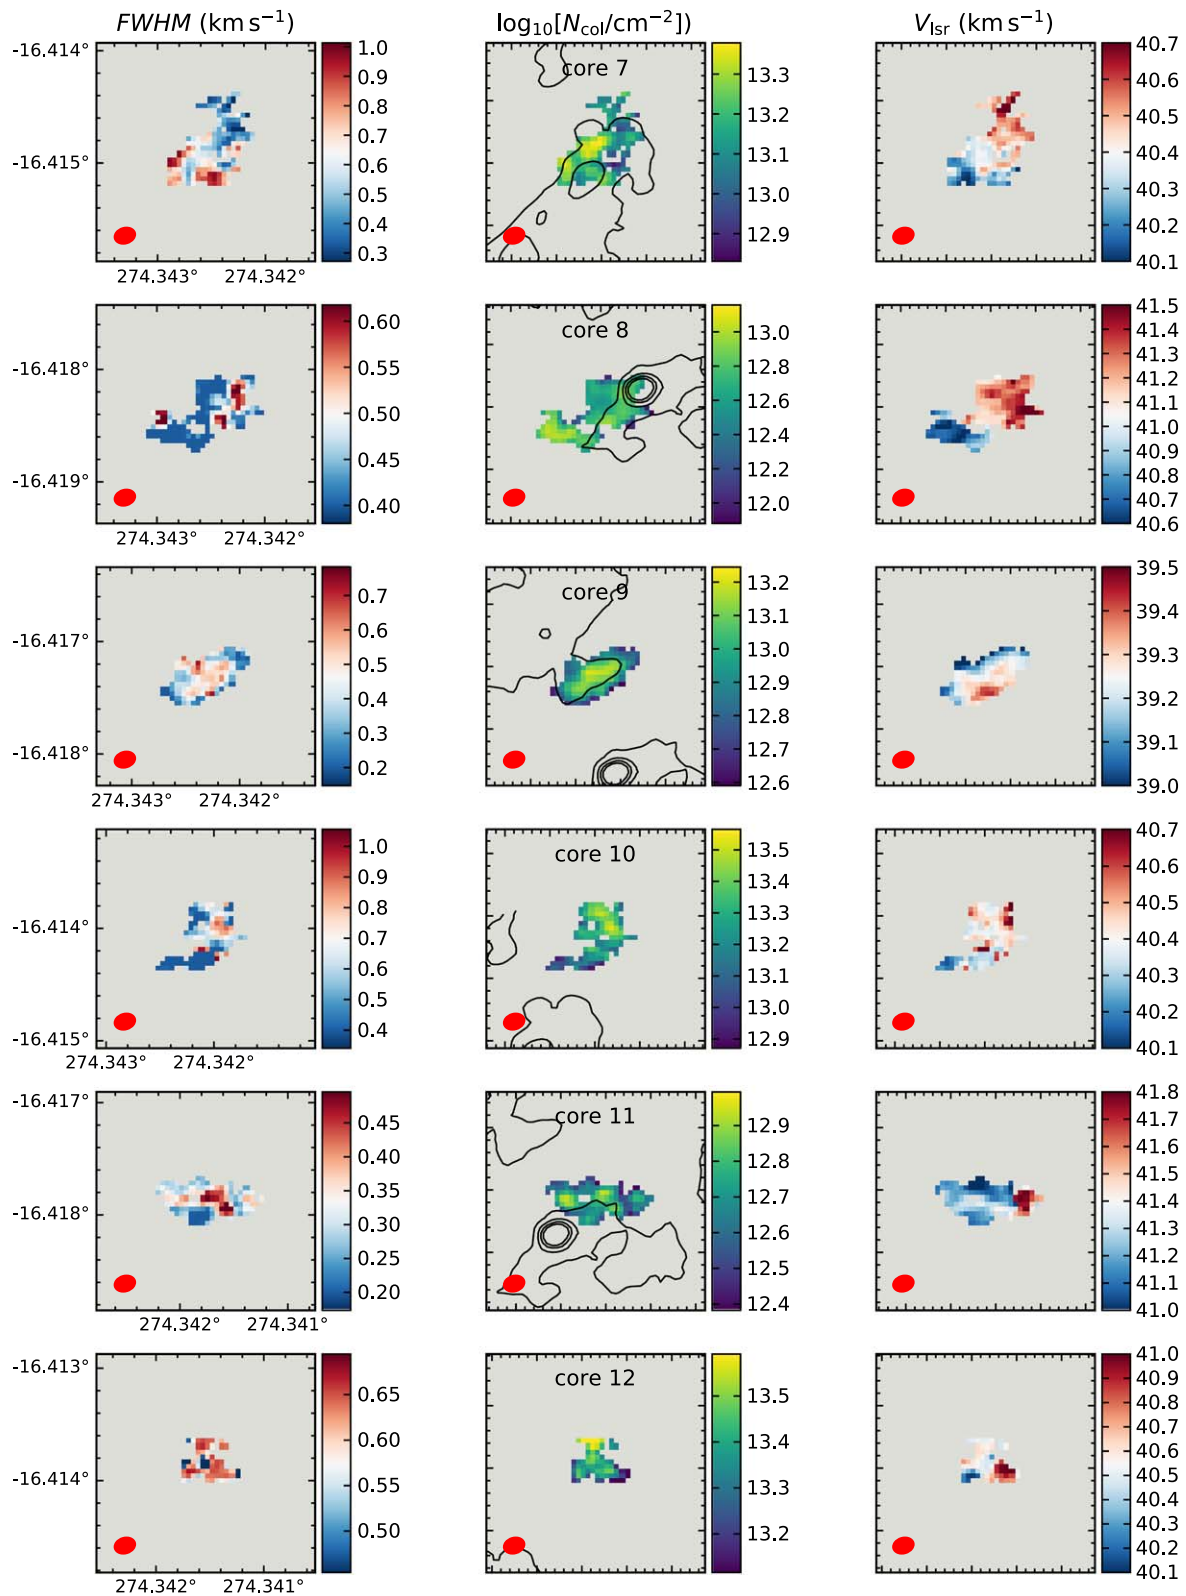 FWHM (km s⁻¹) log₁₀[N_col/cm⁻²]) V_lsr (km s⁻¹)
-16.414° -16.415° 274.343° 274.342° 1.0 0.9 0.8 0.7 0.6 0.5 0.4 0.3 core 7 13.3 13.2 13.1 13.0 12.9 40.7 40.6 40.5 40.4 40.3 40.2 40.1
-16.418° -16.419° 274.343° 274.342° 0.60 0.55 0.50 0.45 0.40 core 8 13.0 12.8 12.6 12.4 12.2 12.0 41.5 41.4 41.3 41.2 41.1 41.0 40.9 40.8 40.7 40.6
-16.417° -16.418° 274.343° 274.342° 0.7 0.6 0.5 0.4 0.3 0.2 core 9 13.2 13.1 13.0 12.9 12.8 12.7 12.6 39.5 39.4 39.3 39.2 39.1 39.0
-16.414° -16.415° 274.343° 274.342° 1.0 0.9 0.8 0.7 0.6 0.5 0.4 core 10 13.5 13.4 13.3 13.2 13.1 13.0 12.9 40.7 40.6 40.5 40.4 40.3 40.2 40.1
-16.417° -16.418° 274.342° 274.341° 0.45 0.40 0.35 0.30 0.25 0.20 core 11 12.9 12.8 12.7 12.6 12.5 12.4 41.8 41.7 41.6 41.5 41.4 41.3 41.2 41.1 41.0
-16.413° -16.414° 274.342° 274.341° 0.65 0.60 0.55 0.50 core 12 13.5 13.4 13.3 13.2 41.0 40.9 40.8 40.7 40.6 40.5 40.4 40.3 40.2 40.1